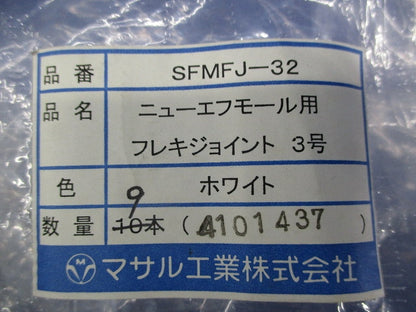 品番 SFMFJ-32
品名 ニューエフモール用
フレキジョイント 3号
色 ホワイト
9
数量 10本 (4101437)
マサル工業株式会社